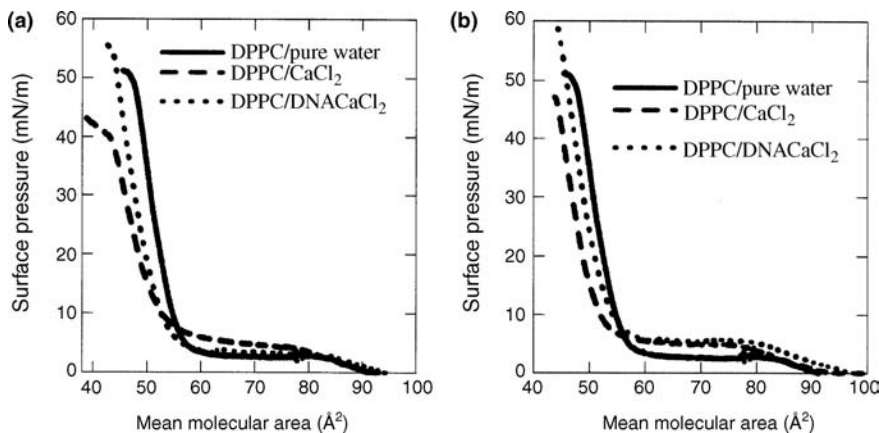 (a)
60
50
40
30
20
10
0
Surface pressure (mN/m)
DPPC/pure water
DPPC/CaCl₂
DPPC/DNACaCl₂
40 50 60 70 80 90 100
Mean molecular area (Å²)
(b)
60
50
40
30
20
10
0
Surface pressure (mN/m)
DPPC/pure water
DPPC/CaCl₂
DPPC/DNACaCl₂
40 50 60 70 80 90 100
Mean molecular area (Å²)